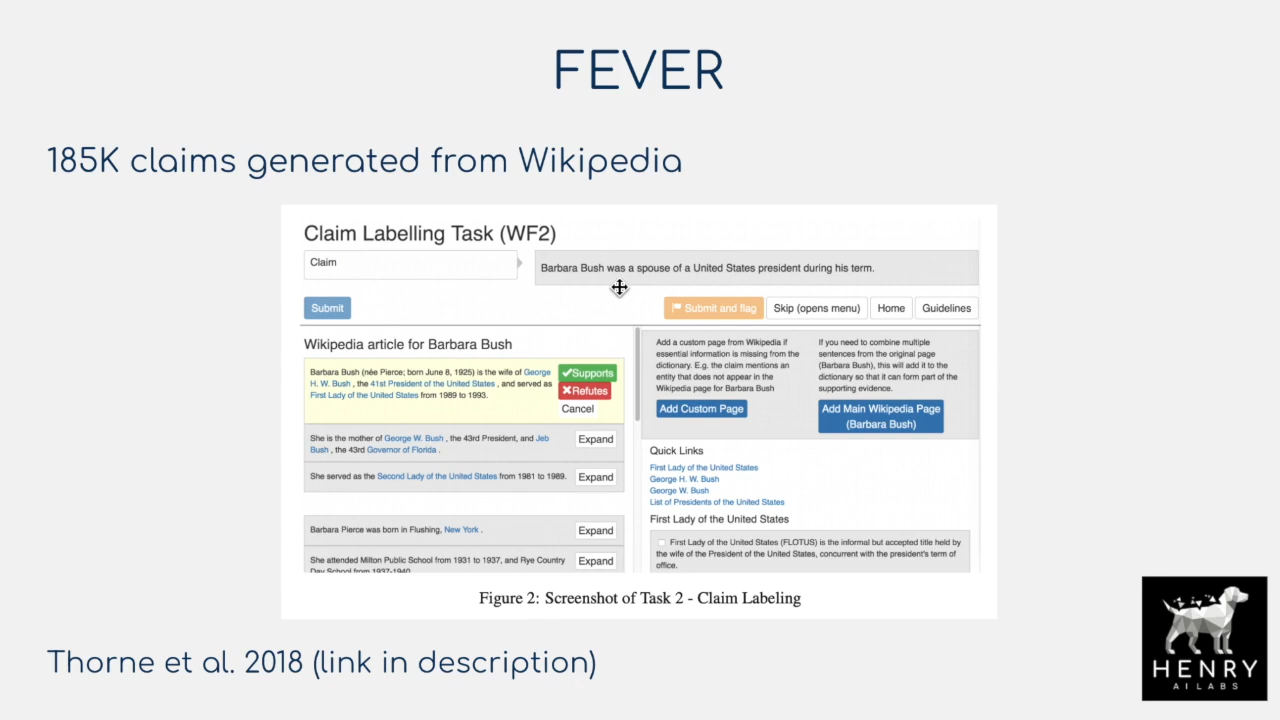 FEVER
185K claims generated from Wikipedia
Claim Labelling Task (WF2)
Claim
Barbara Bush was a spouse of a United States president during his term.
Submit
Submit and flag
Skip (opens menu)
Home
Guidelines
Wikipedia article for Barbara Bush
Barbara Bush (née Pierce; born June 8, 1925) is the wife of George
H. W. Bush , the 41st President of the United States , and served as
First Lady of the United States from 1989 to 1993.
Supports
Refutes
Cancel
She is the mother of George W. Bush , the 43rd President, and Jeb
Bush , the 43rd Governor of Florida .
Expand
She served as the Second Lady of the United States from 1981 to 1989.
Expand
Barbara Pierce was born in Flushing, New York .
Expand
She attended Milton Public School from 1931 to 1937, and Rye Country
Day School from 1937-1940
Expand
Add a custom page from Wikipedia if
essential information is missing from the
dictionary. E.g. the claim mentions an
entity that does not appear in the
Wikipedia page for Barbara Bush
Add Custom Page
If you need to combine multiple
sentences from the original page
(Barbara Bush), this will add it to the
dictionary so that it can form part of the
supporting evidence.
Add Main Wikipedia Page
(Barbara Bush)
Quick Links
First Lady of the United States
George H. W. Bush
George W. Bush
List of Presidents of the United States
First Lady of the United States
First Lady of the United States (FLOTUS) is the informal but accepted title held by
the wife of the President of the United States, concurrent with the president's term of
office.
Figure 2: Screenshot of Task 2 - Claim Labeling
Thorne et al. 2018 (link in description)
HENRY
AI LABS